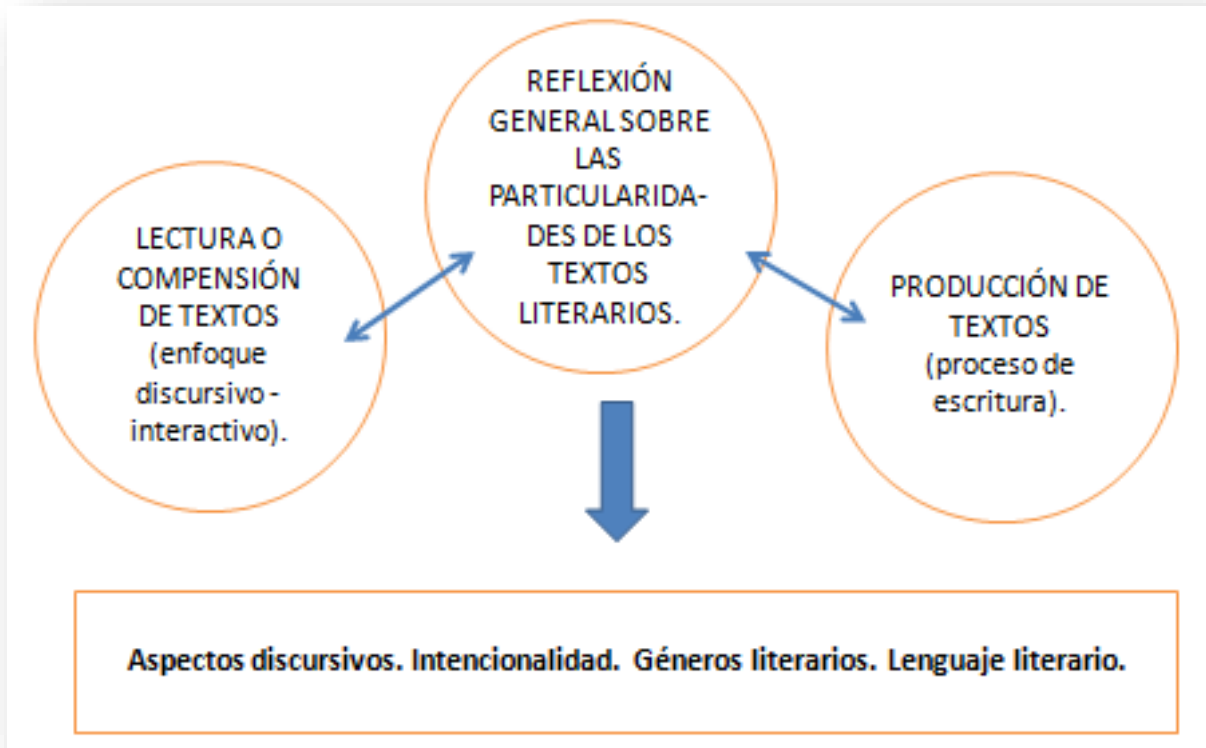 REFLEXIÓN
GENERAL SOBRE
LAS
PARTICULARIDA-
DES DE LOS
TEXTOS
LITERARIOS.
LECTURA O
COMPENSIÓN
DE TEXTOS
(enfoque
discursivo -
interactivo).
PRODUCCIÓN DE
TEXTOS
(proceso de
escritura).
Aspectos discursivos. Intencionalidad. Géneros literarios. Lenguaje literario.